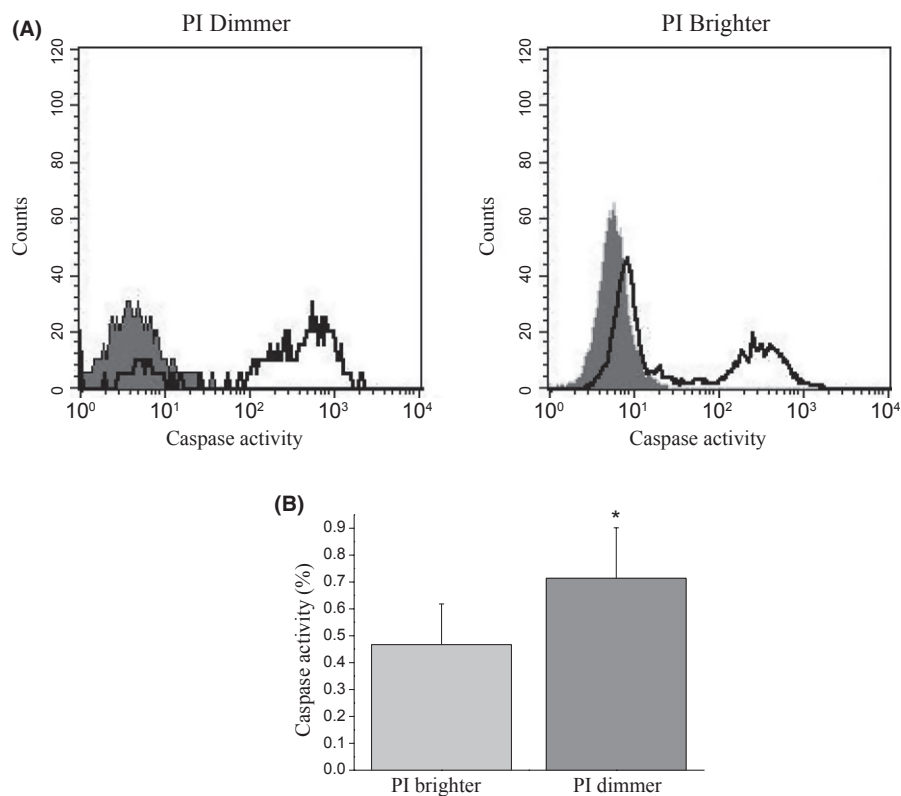 (A)
PI Dimmer
120
100
80
60
40
20
0
Counts
10⁰ 10¹ 10² 10³ 10⁴
Caspase activity
PI Brighter
120
100
80
60
40
20
0
Counts
10⁰ 10¹ 10² 10³ 10⁴
Caspase activity
(B)
*
0.9
0.8
0.7
0.6
0.5
0.4
0.3
0.2
0.1
0.0
Caspase activity (%)
PI brighter PI dimmer